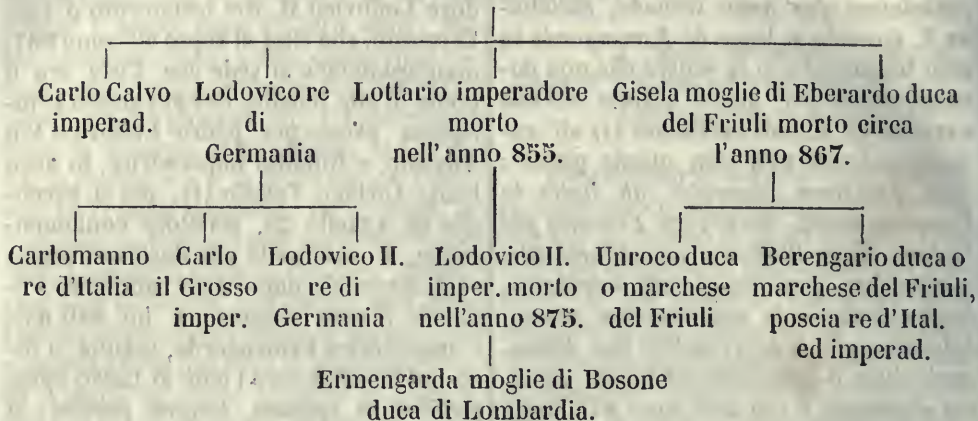 Carlo Calvo
imperad.
Lodovico re
di
Germania
Lottario imperadore
morto
nell'anno 855.
Gisela moglie di Eberardo duca
del Friuli morto circa
l'anno 867.
Carlomanno
re d'Italia
Carlo
il Grosso
imper.
Lodovico II.
re di
Germania
Lodovico II.
imper. morto
nell'anno 875.
Unroco duca
o marchese
del Friuli
Berengario duca o
marchese del Friuli,
poscia re d'Ital.
ed imperad.
Ermengarda moglie di Bosone
duca di Lombardia.